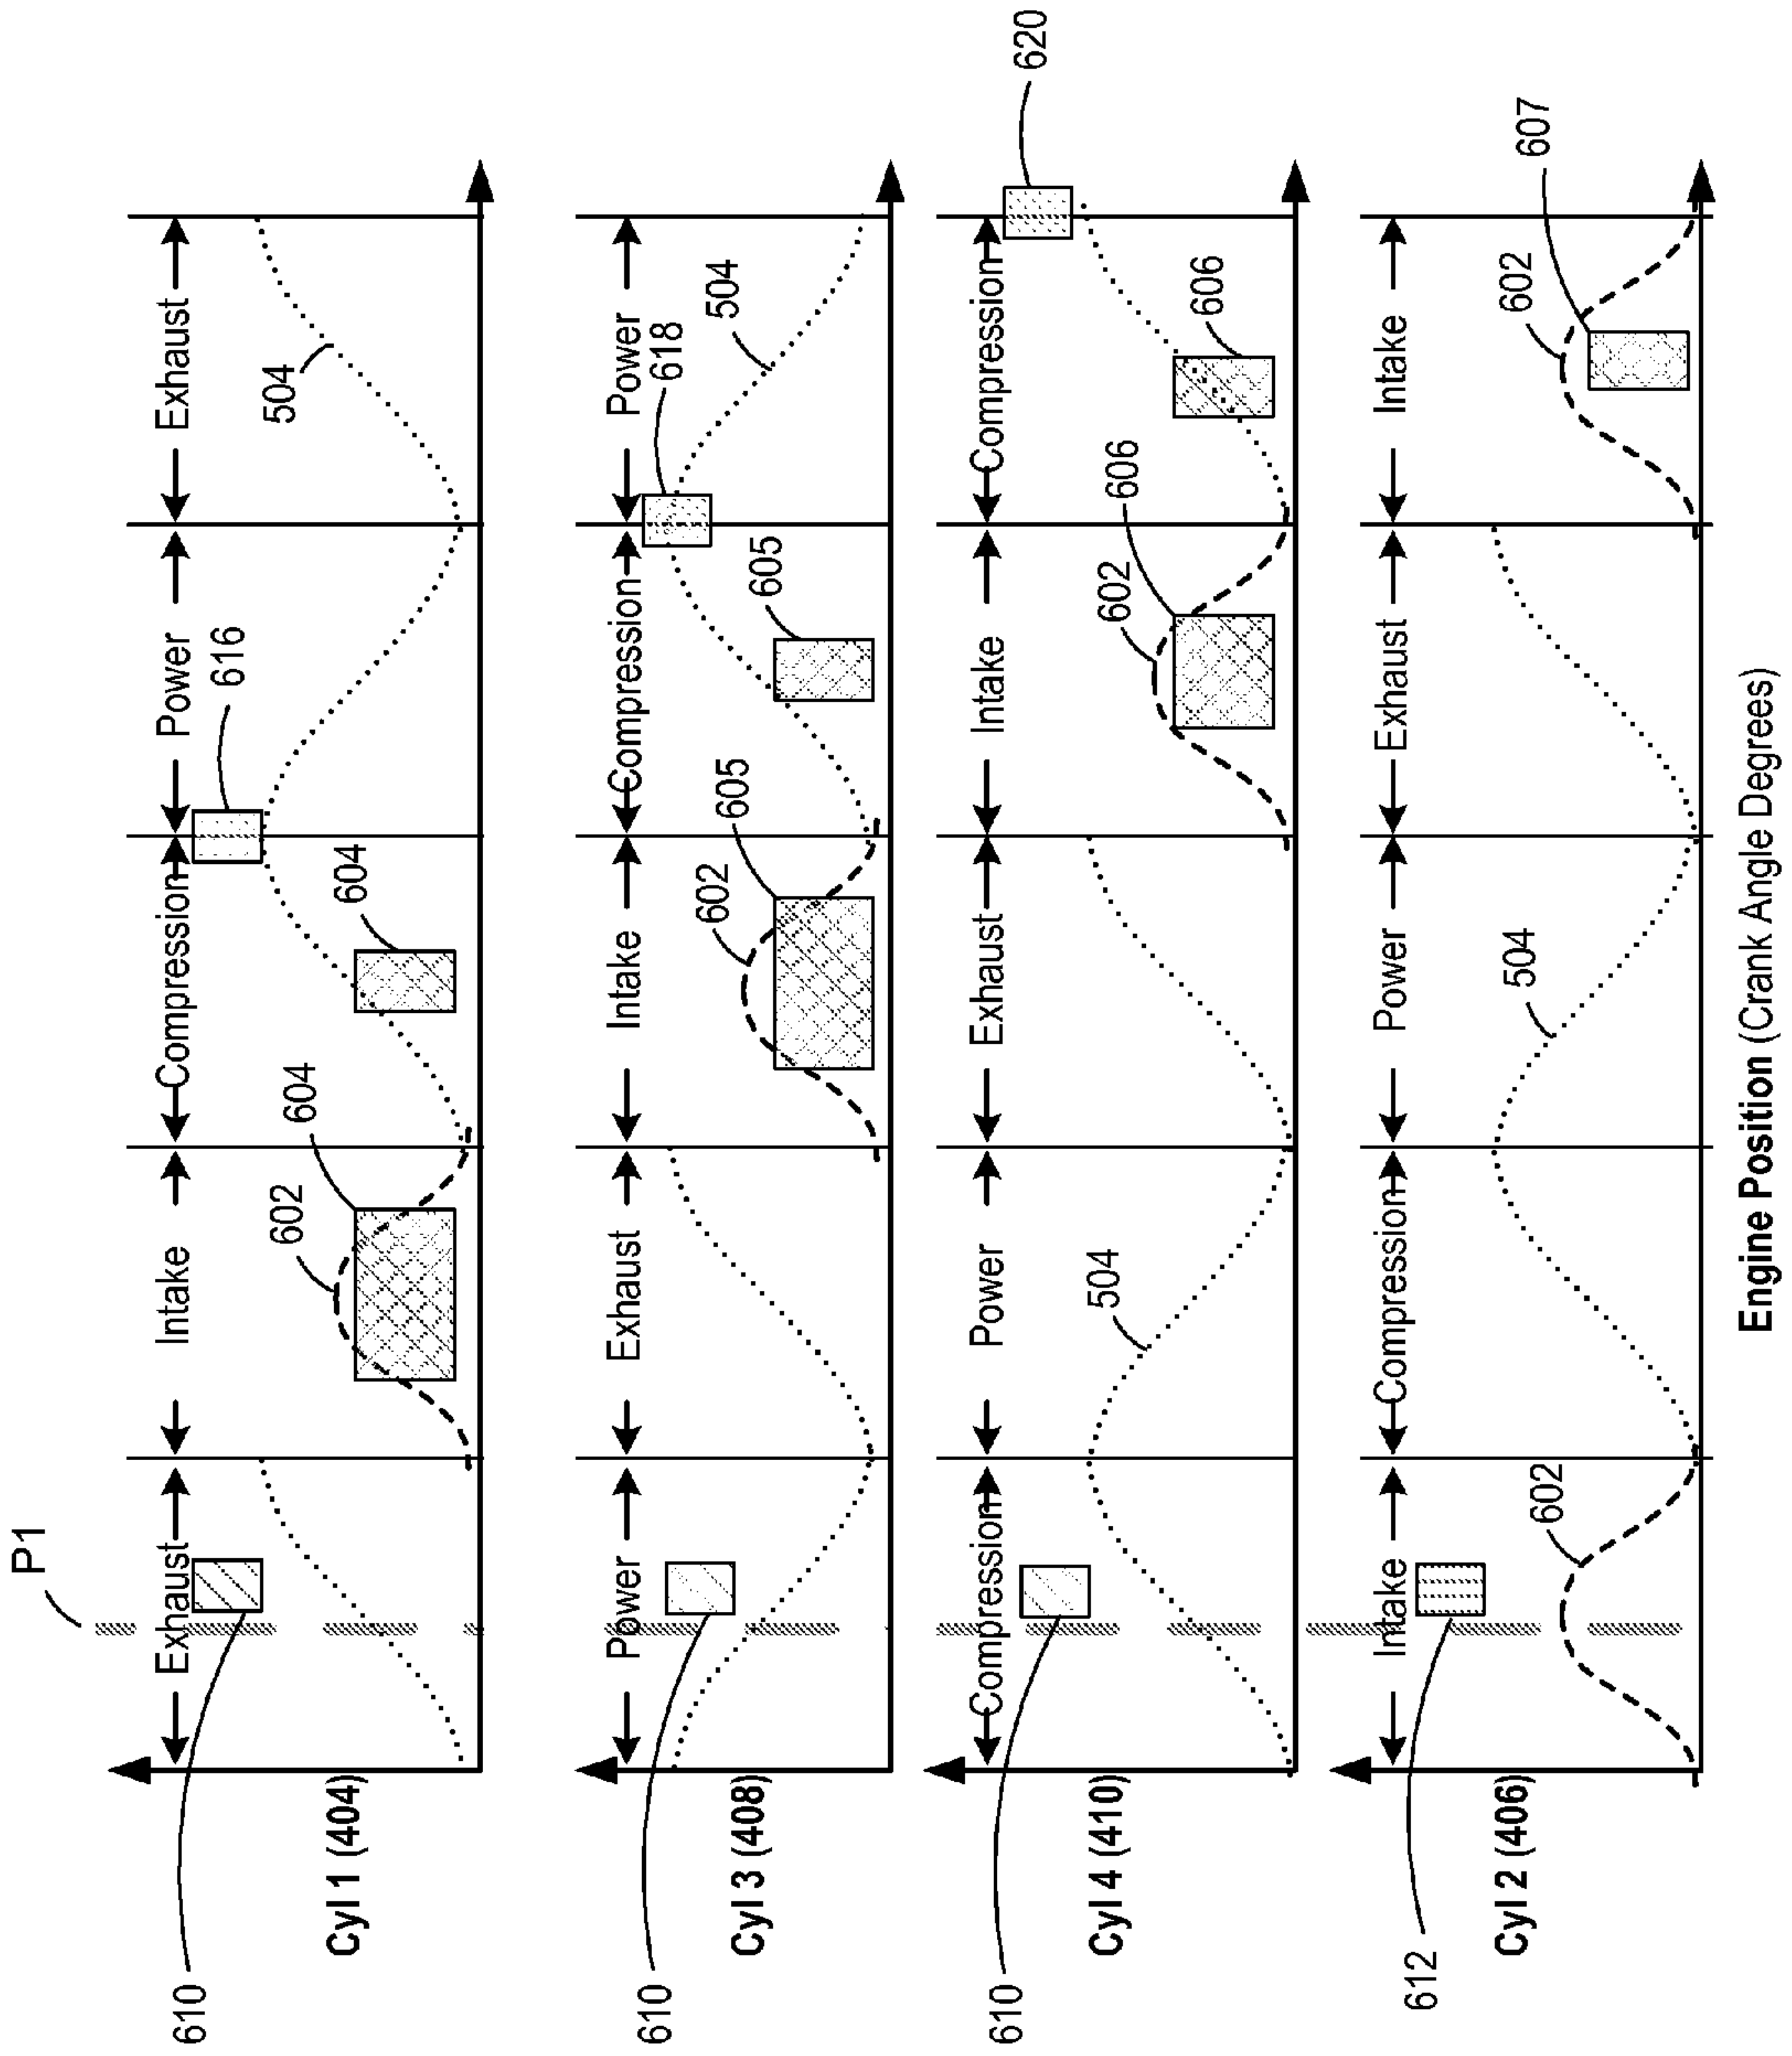 P1
610
Exhaust
Intake
Compression
Power
Exhaust
616
504
602
604
604
Cyl 1 (404)
610
Power
Exhaust
Intake
Compression
Power
618
602
605
605
504
Cyl 3 (408)
620
610
Compression
Power
Exhaust
Intake
Compression
504
602
606
606
Cyl 4 (410)
612
Intake
Compression
Power
Exhaust
Intake
602
504
602
607
Cyl 2 (406)
Engine Position (Crank Angle Degrees)